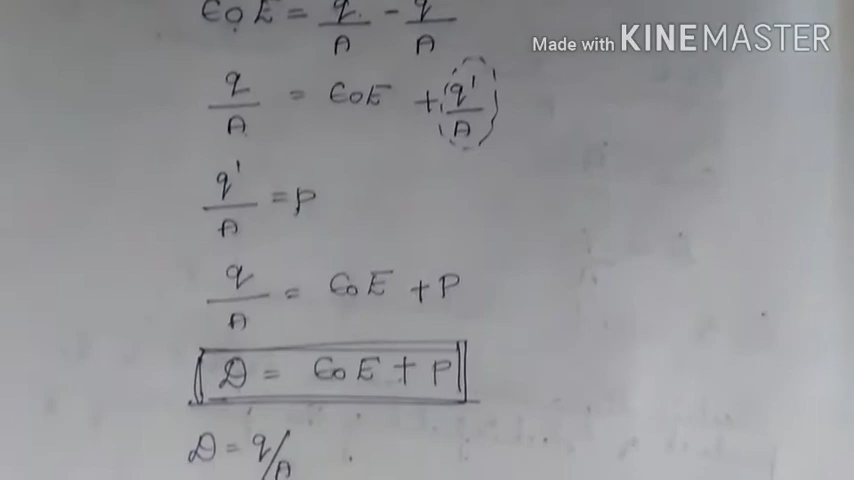 ϵ₀E = q/A - q/A
Made with KINEMASTER
q/A = ϵ₀E + q'/A
q'/A = P
q/A = ϵ₀E + P
D = ϵ₀E + P
D = q/A